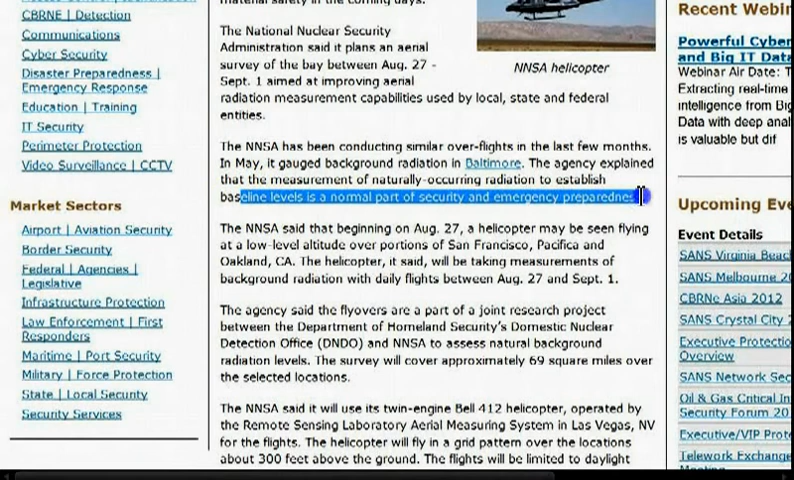 CBRNE | Detection
Communications
Cyber Security
Disaster Preparedness |
Emergency Response
Education | Training
IT Security
Perimeter Protection
Video Surveillance | CCTV
Market Sectors
Airport | Aviation Security
Border Security
Federal | Agencies |
Legislative
Infrastructure Protection
Law Enforcement | First
Responders
Maritime | Port Security
Military | Force Protection
State | Local Security
Security Services
material safety in the coming days.
The National Nuclear Security
Administration said it plans an aerial
survey of the bay between Aug. 27 -
Sept. 1 aimed at improving aerial
radiation measurement capabilities used by local, state and federal
entities.
NNSA helicopter
The NNSA has been conducting similar over-flights in the last few months.
In May, it gauged background radiation in Baltimore. The agency explained
that the measurement of naturally-occurring radiation to establish
baseline levels is a normal part of security and emergency preparednes
The NNSA said that beginning on Aug. 27, a helicopter may be seen flying
at a low-level altitude over portions of San Francisco, Pacifica and
Oakland, CA. The helicopter, it said, will be taking measurements of
background radiation with daily flights between Aug. 27 and Sept. 1.
The agency said the flyovers are a part of a joint research project
between the Department of Homeland Security's Domestic Nuclear
Detection Office (DNDO) and NNSA to assess natural background
radiation levels. The survey will cover approximately 69 square miles over
the selected locations.
The NNSA said it will use its twin-engine Bell 412 helicopter, operated by
the Remote Sensing Laboratory Aerial Measuring System in Las Vegas, NV
for the flights. The helicopter will fly in a grid pattern over the locations
about 300 feet above the ground. The flights will be limited to daylight
Recent Webin
Powerful Cyber
and Big IT Data
Webinar Air Date: T
Extracting real-time
intelligence from Big
Data with deep anal
is valuable but dif
Upcoming Eve
Event Details
SANS Virginia Beach
SANS Melbourne 20
CBRNe Asia 2012
SANS Crystal City 2
Executive Protectio
Overview
SANS Network Sec
Oil & Gas Critical In
Security Forum 20
Executive/VIP Prote
Telework Exchange
Meeting